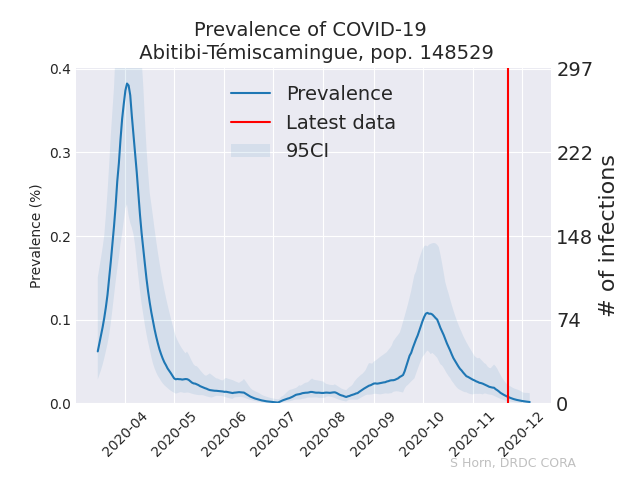 Prevalence of COVID-19
Abitibi-Témiscamingue, pop. 148529
Prevalence
Latest data
95CI
Prevalence (%)
0.4
0.3
0.2
0.1
0.0
297
222
148
74
0
# of infections
2020-04
2020-05
2020-06
2020-07
2020-08
2020-09
2020-10
2020-11
2020-12
S Horn, DRDC CORA